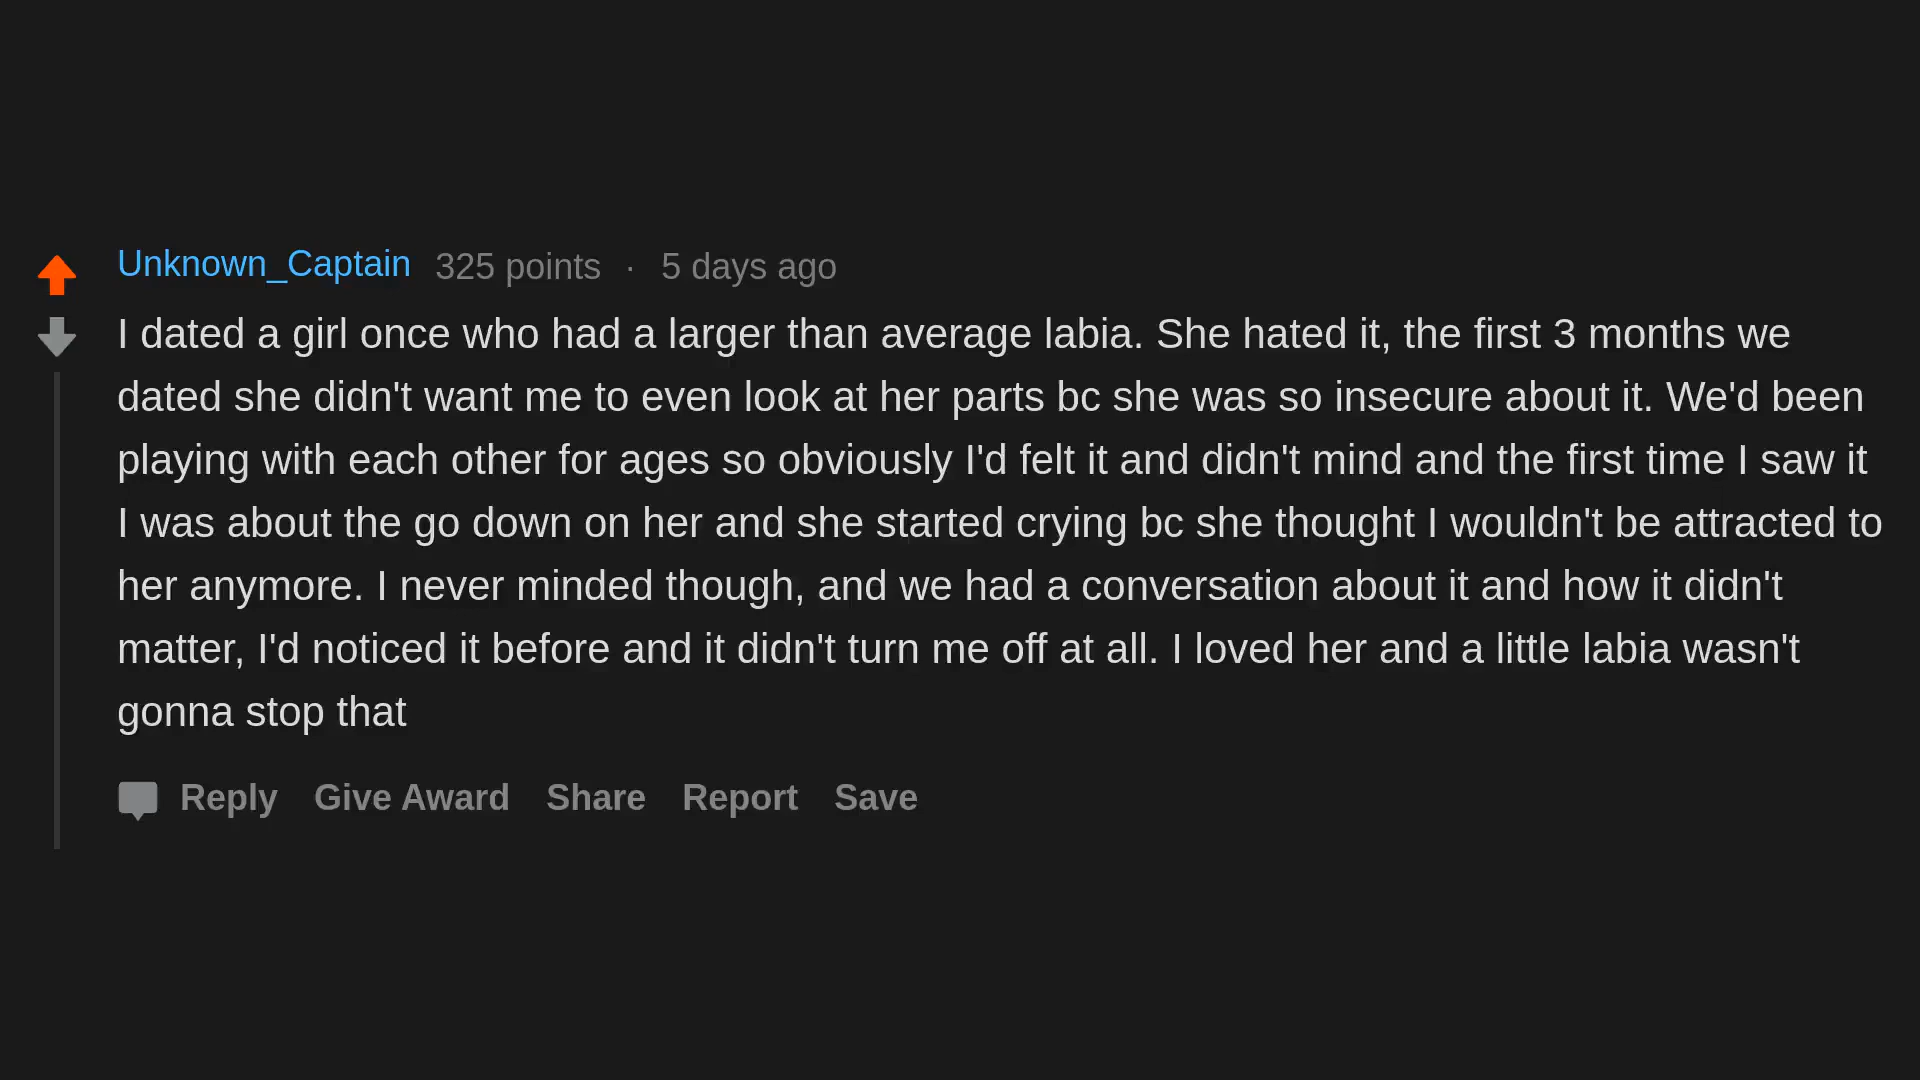 Unknown_Captain 325 points · 5 days ago
I dated a girl once who had a larger than average labia. She hated it, the first 3 months we
dated she didn't want me to even look at her parts bc she was so insecure about it. We'd been
playing with each other for ages so obviously I'd felt it and didn't mind and the first time I saw it
I was about the go down on her and she started crying bc she thought I wouldn't be attracted to
her anymore. I never minded though, and we had a conversation about it and how it didn't
matter, I'd noticed it before and it didn't turn me off at all. I loved her and a little labia wasn't
gonna stop that
Reply Give Award Share Report Save